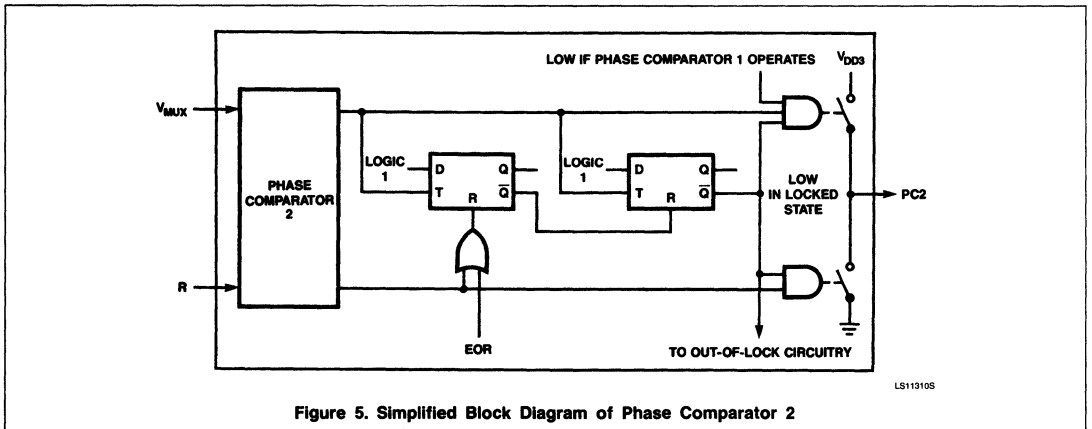 LOW IF PHASE COMPARATOR 1 OPERATES
VDD3
VMUX
LOGIC
1
D
Q
T
R
Q̅
LOGIC
1
D
Q
T
R
Q̅
PHASE
COMPARATOR
2
LOW
IN LOCKED
STATE
PC2
R
EOR
TO OUT-OF-LOCK CIRCUITRY
LS11310S
Figure 5. Simplified Block Diagram of Phase Comparator 2